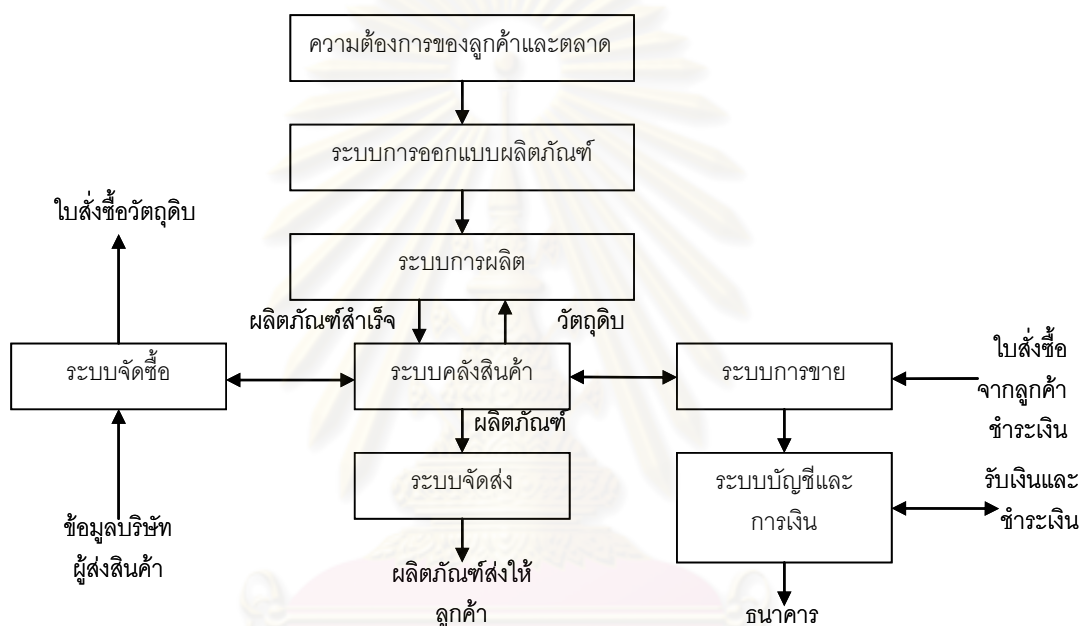 ความต้องการของลูกค้าและตลาด
ระบบการออกแบบผลิตภัณฑ์
ใบสั่งซื้อวัตถุดิบ
ระบบการผลิต
ผลิตภัณฑ์สำเร็จ
วัตถุดิบ
ระบบจัดซื้อ
ระบบคลังสินค้า
ระบบการขาย
ใบสั่งซื้อ
จากลูกค้า
ชำระเงิน
ผลิตภัณฑ์
ระบบจัดส่ง
ระบบบัญชีและ
การเงิน
รับเงินและ
ชำระเงิน
ข้อมูลบริษัท
ผู้ส่งสินค้า
ผลิตภัณฑ์ส่งให้
ลูกค้า
ธนาคาร